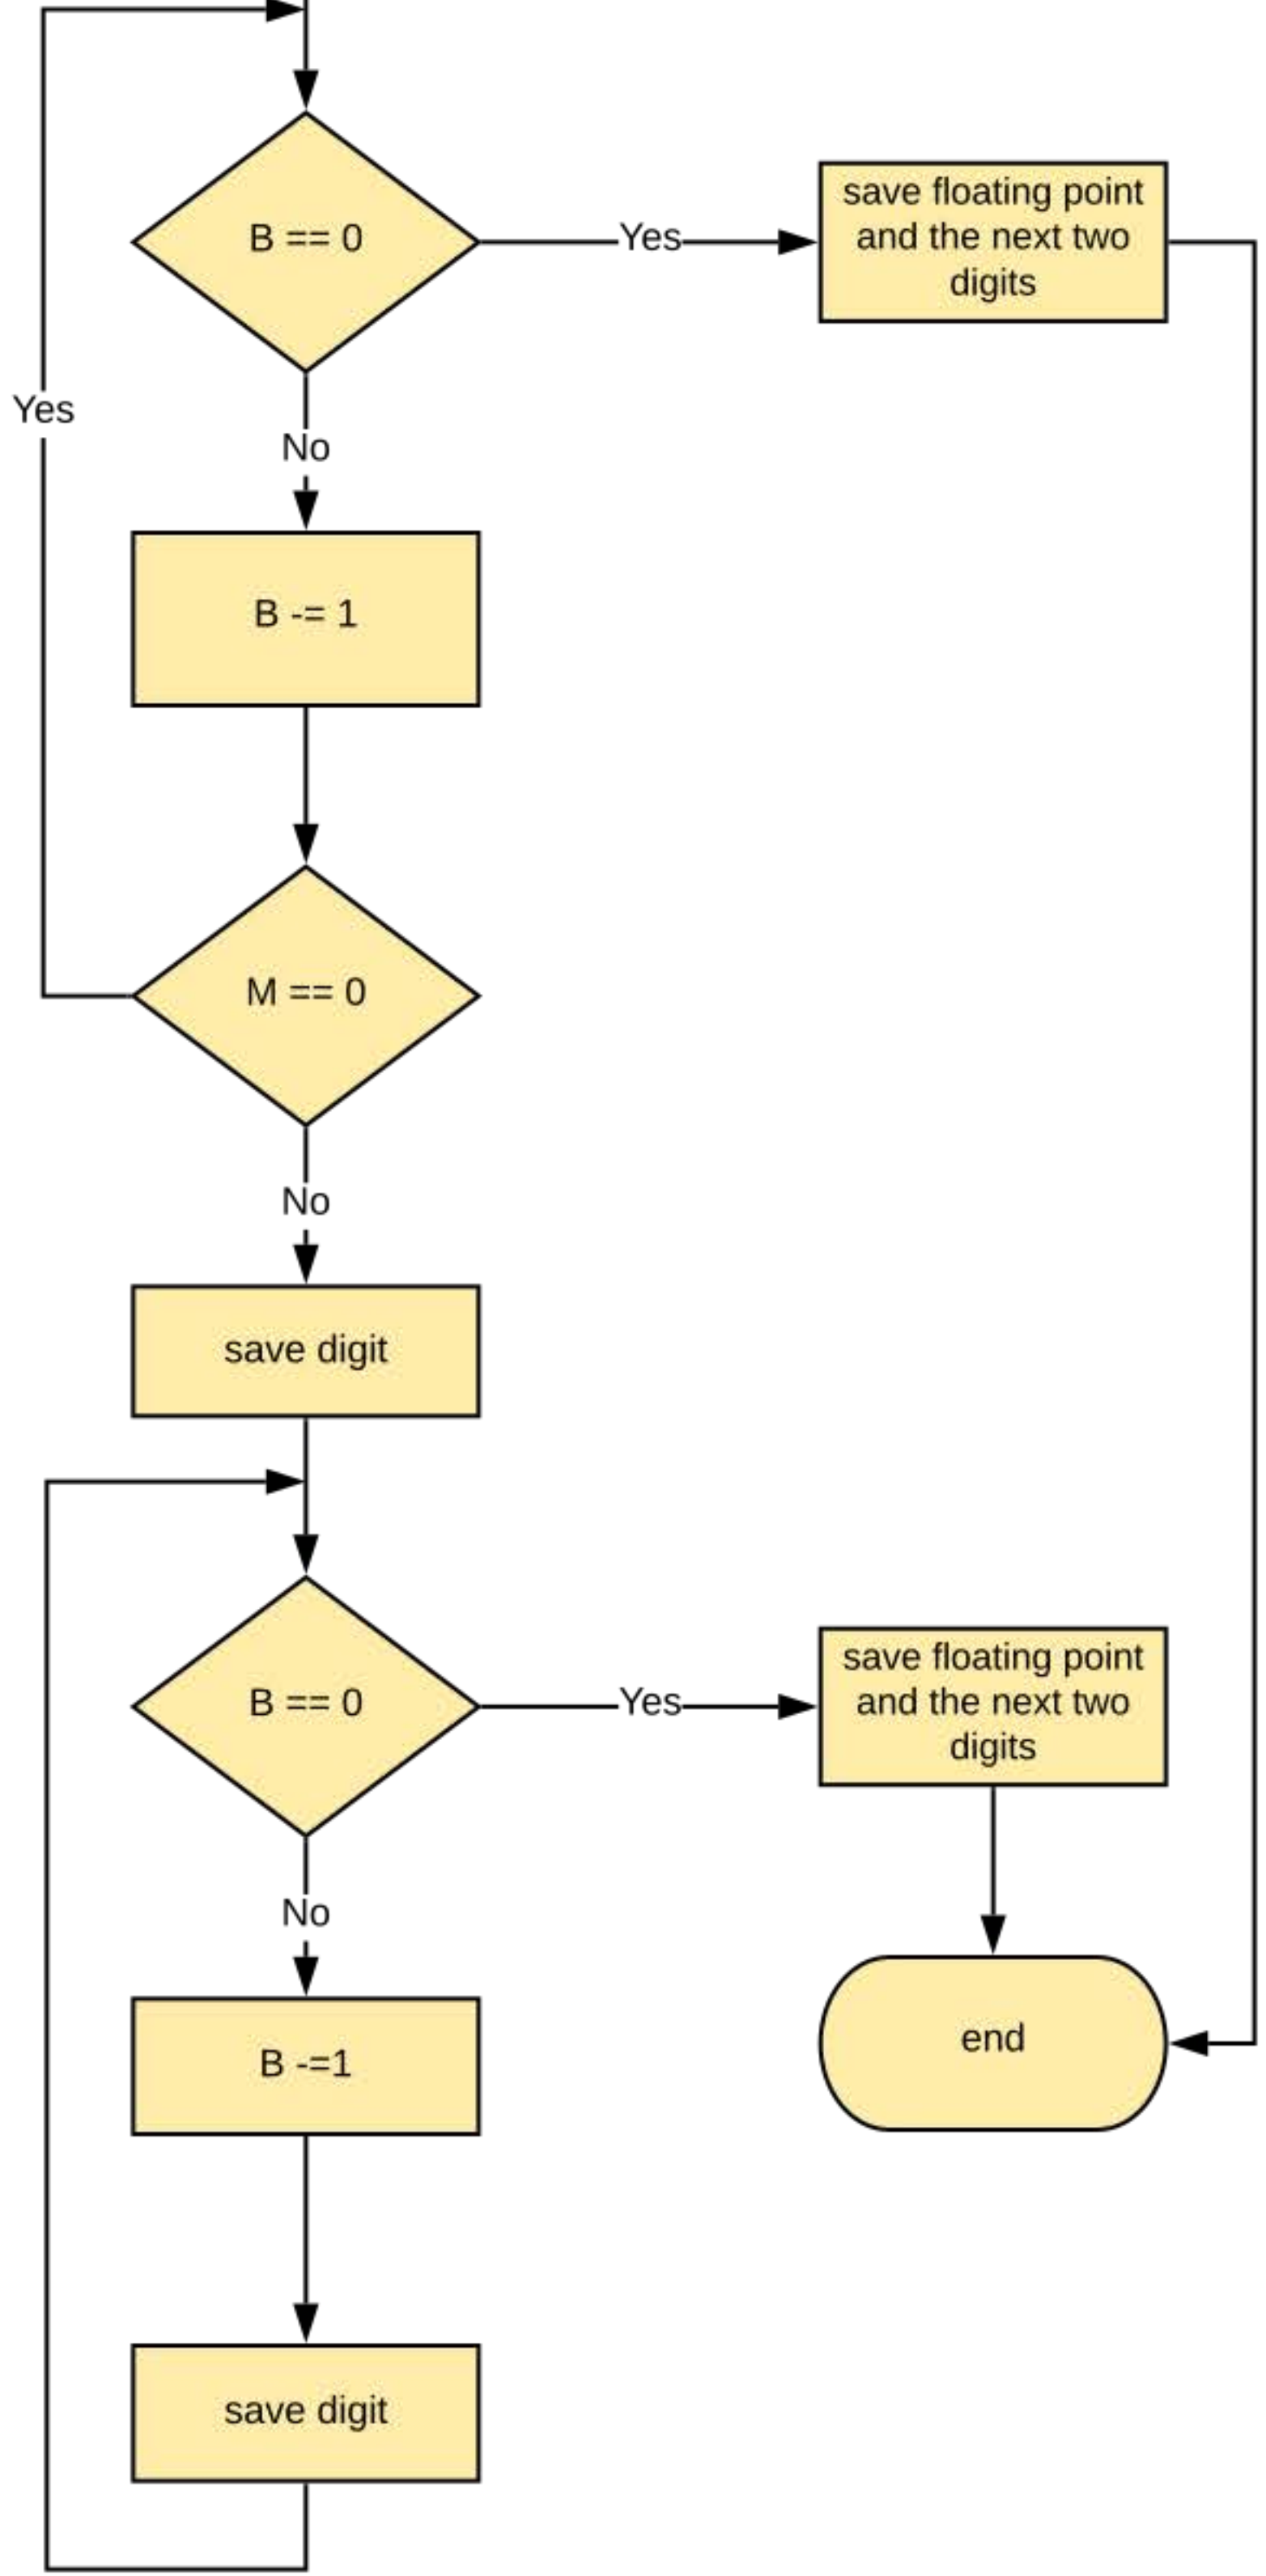 B == 0
Yes
save floating point
and the next two
digits
Yes
No
B -= 1
M == 0
No
save digit
B == 0
Yes
save floating point
and the next two
digits
No
B -=1
end
save digit